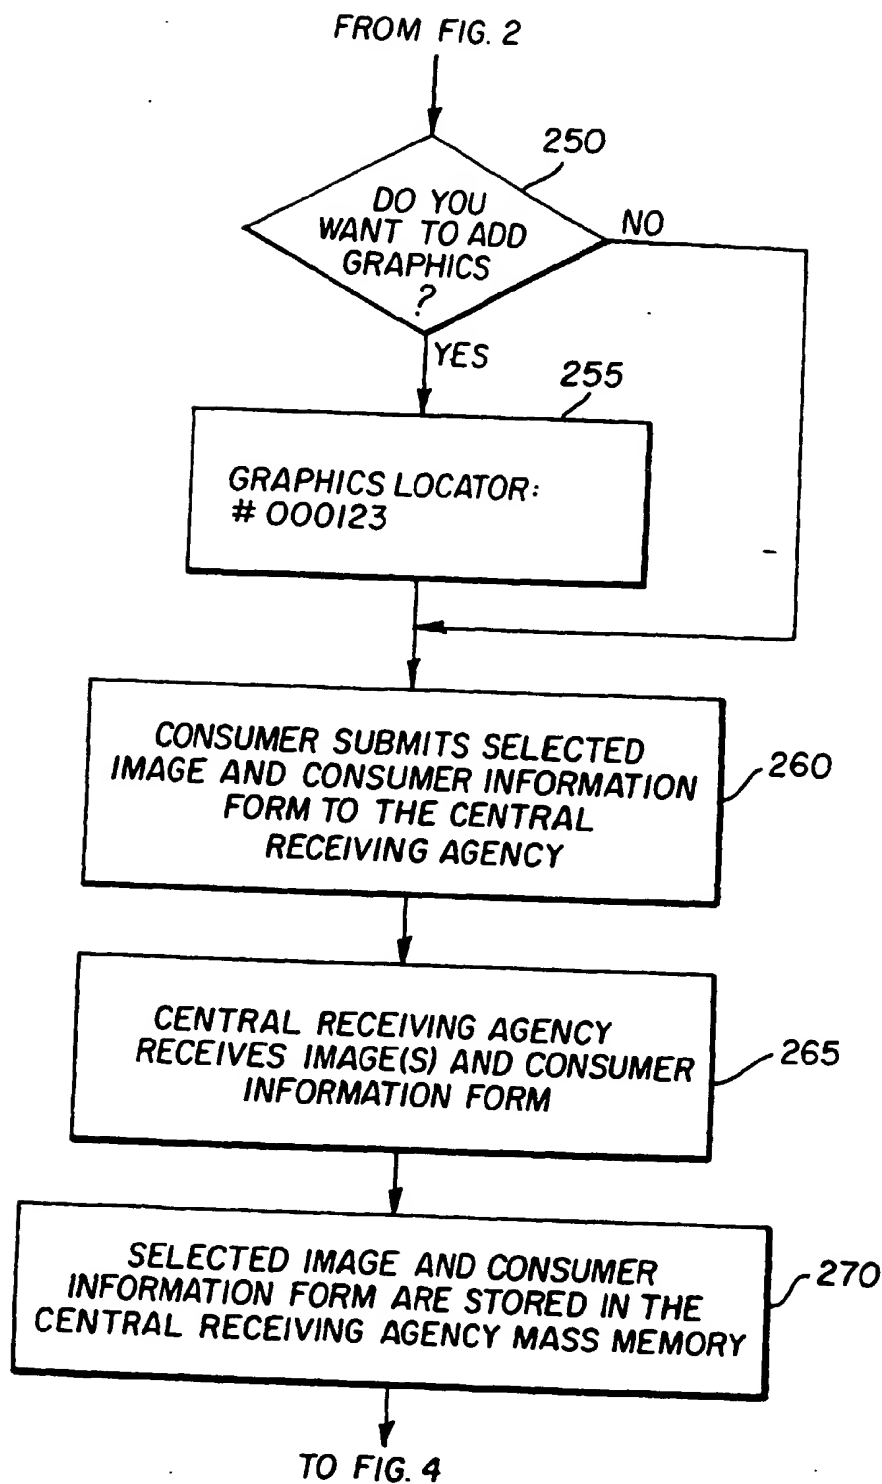 FROM FIG. 2
250
DO YOU
WANT TO ADD
GRAPHICS
?
NO
YES
255
GRAPHICS LOCATOR:
# 000123
CONSUMER SUBMITS SELECTED
IMAGE AND CONSUMER INFORMATION
FORM TO THE CENTRAL
RECEIVING AGENCY
260
CENTRAL RECEIVING AGENCY
RECEIVES IMAGE(S) AND CONSUMER
INFORMATION FORM
265
SELECTED IMAGE AND CONSUMER
INFORMATION FORM ARE STORED IN THE
CENTRAL RECEIVING AGENCY MASS MEMORY
270
TO FIG. 4